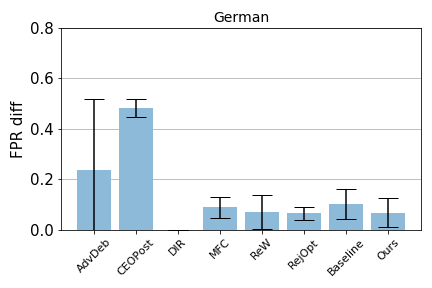 German
FPR diff
0.8
0.6
0.4
0.2
0.0
AdvDeb
CEOPost
DIR
MFC
ReW
RejOpt
Baseline
Ours